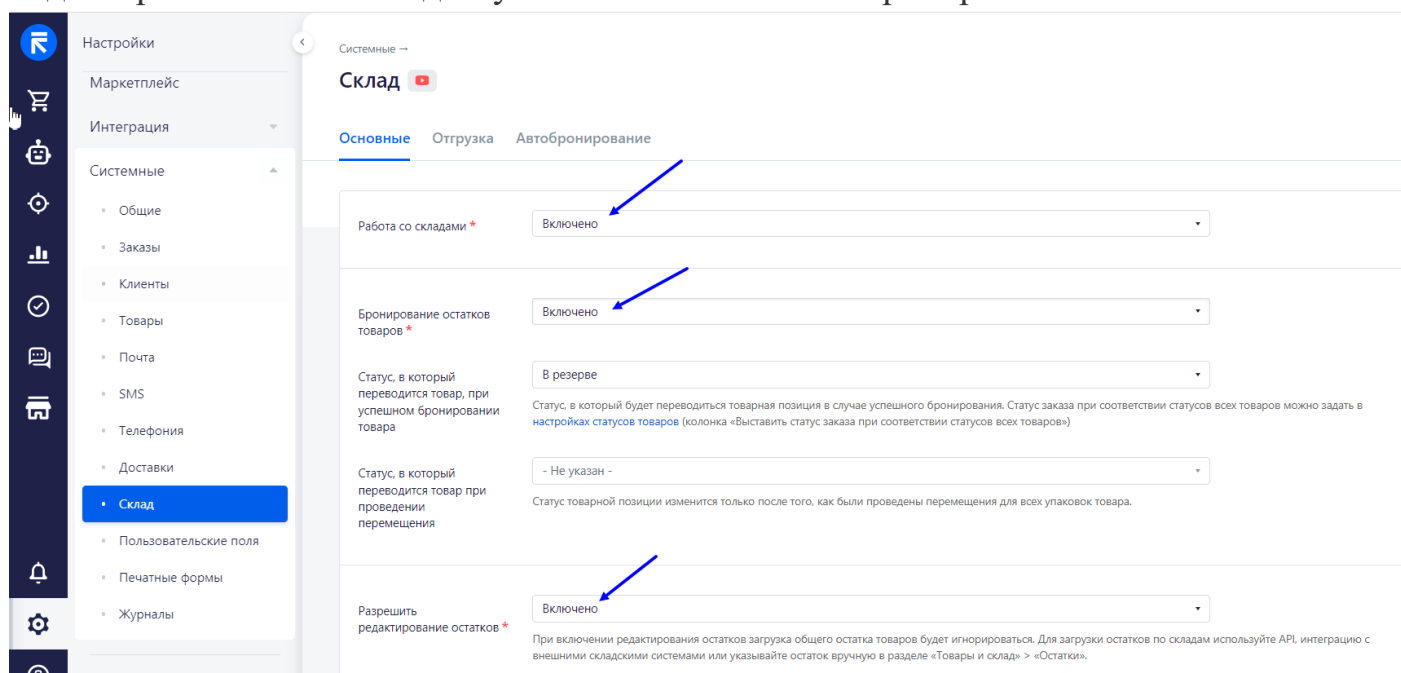 Настройки
Маркетплейс
Интеграция
Системные
Общие
Заказы
Клиенты
Товары
Почта
SMS
Телефония
Доставки
Склад
Пользовательские поля
Печатные формы
Журналы
Системные →
Склад
Основные Отгрузка Автобронирование
Работа со складами * Включено
Бронирование остатков
товаров *
Включено
Статус, в который
переводится товар, при
успешном бронировании
товара
В резерве
Статус, в который будет переводиться товарная позиция в случае успешного бронирования. Статус заказа при соответствии статусов всех товаров можно задать в
настройках статусов товаров (колонка «Выставить статус заказа при соответствии статусов всех товаров»)
Статус, в который
переводится товар при
проведении
перемещения
- Не указан -
Статус товарной позиции изменится только после того, как были проведены перемещения для всех упаковок товара.
Разрешить
редактирование остатков *
Включено
При включении редактирования остатков загрузка общего остатка товаров будет игнорироваться. Для загрузки остатков по складам используйте API, интеграцию с
внешними складскими системами или указывайте остаток вручную в разделе «Товары и склад» > «Остатки».